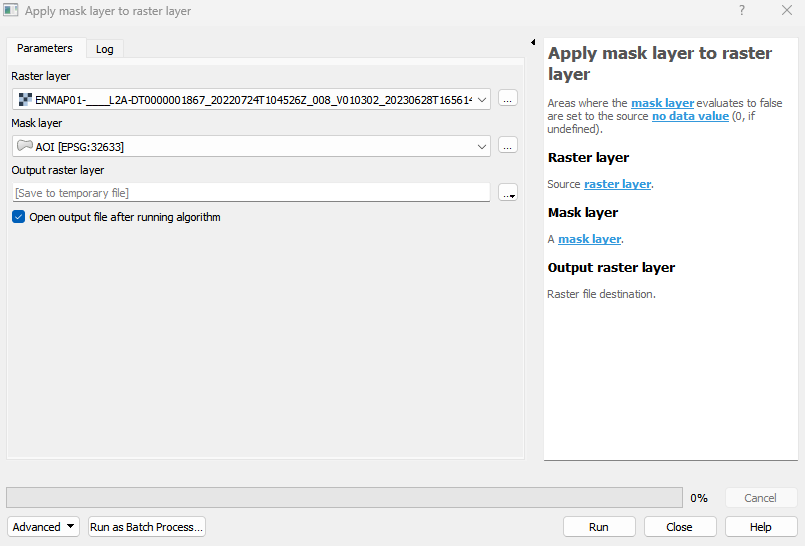 Apply mask layer to raster layer
?
Parameters
Log
Raster layer
ENMAP01-____L2A-DT0000001867_20220724T104526Z_008_V010302_20230628T165614
...
Mask layer
AOI [EPSG:32633]
...
Output raster layer
[Save to temporary file]
...
Open output file after running algorithm
Apply mask layer to raster
layer
Areas where the mask layer evaluates to false
are set to the source no data value (0, if
undefined).
Raster layer
Source raster layer.
Mask layer
A mask layer.
Output raster layer
Raster file destination.
0%
Cancel
Advanced
Run as Batch Process...
Run
Close
Help